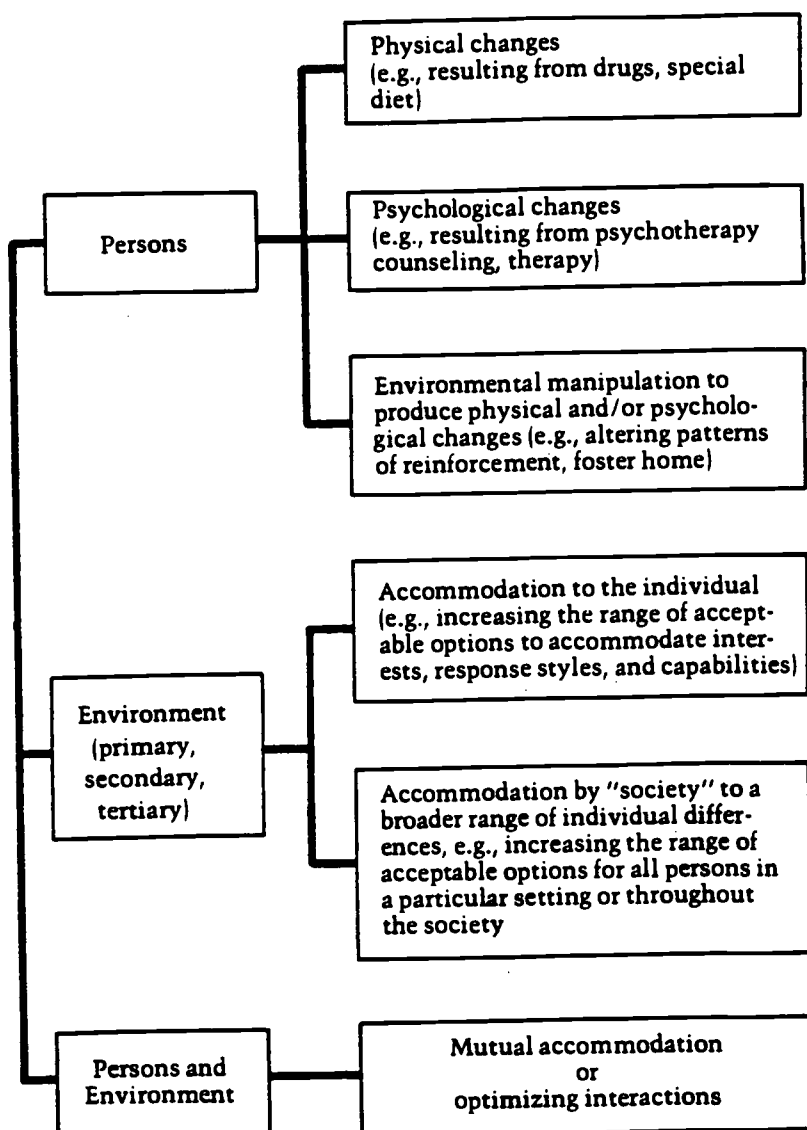 Persons
Physical changes
(e.g., resulting from drugs, special
diet)
Psychological changes
(e.g., resulting from psychotherapy
counseling, therapy)
Environmental manipulation to
produce physical and/or psycholo-
gical changes (e.g., altering patterns
of reinforcement, foster home)
Environment
(primary,
secondary,
tertiary)
Accommodation to the individual
(e.g., increasing the range of accept-
able options to accommodate inter-
ests, response styles, and capabilities)
Accommodation by "society" to a
broader range of individual differ-
ences, e.g., increasing the range of
acceptable options for all persons in
a particular setting or throughout
the society
Persons and
Environment
Mutual accommodation
or
optimizing interactions